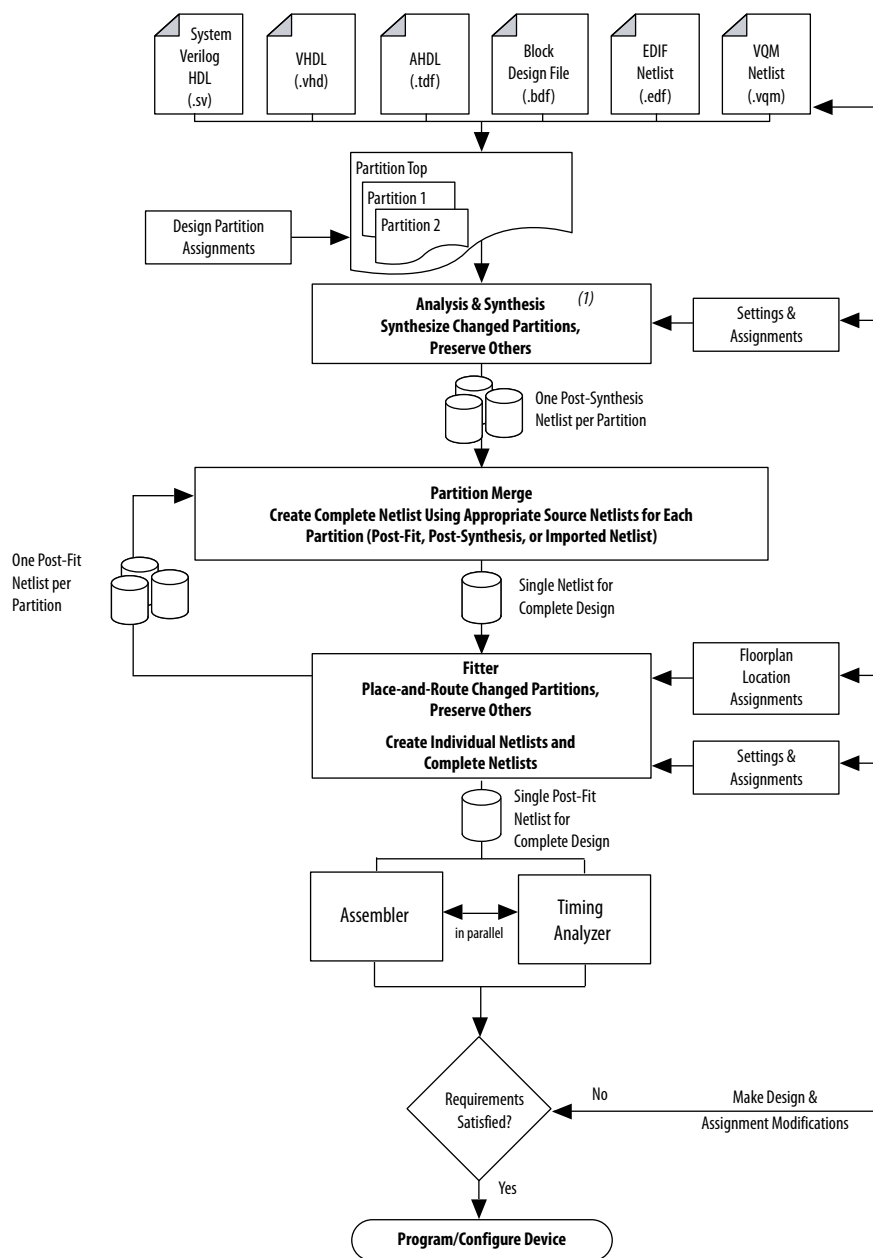 System
Verilog
HDL
(.sv)
VHDL
(.vhd)
AHDL
(.tdf)
Block
Design File
(.bdf)
EDIF
Netlist
(.edf)
VQM
Netlist
(.vqm)
Partition Top
Partition 1
Partition 2
Design Partition
Assignments
Analysis & Synthesis (1)
Synthesize Changed Partitions,
Preserve Others
Settings &
Assignments
One Post-Synthesis
Netlist per Partition
Partition Merge
Create Complete Netlist Using Appropriate Source Netlists for Each
Partition (Post-Fit, Post-Synthesis, or Imported Netlist)
One Post-Fit
Netlist per
Partition
Single Netlist for
Complete Design
Fitter
Place-and-Route Changed Partitions,
Preserve Others
Create Individual Netlists and
Complete Netlists
Floorplan
Location
Assignments
Settings &
Assignments
Single Post-Fit
Netlist for
Complete Design
Assembler
in parallel
Timing
Analyzer
Requirements
Satisfied?
No
Make Design &
Assignment Modifications
Yes
Program/Configure Device